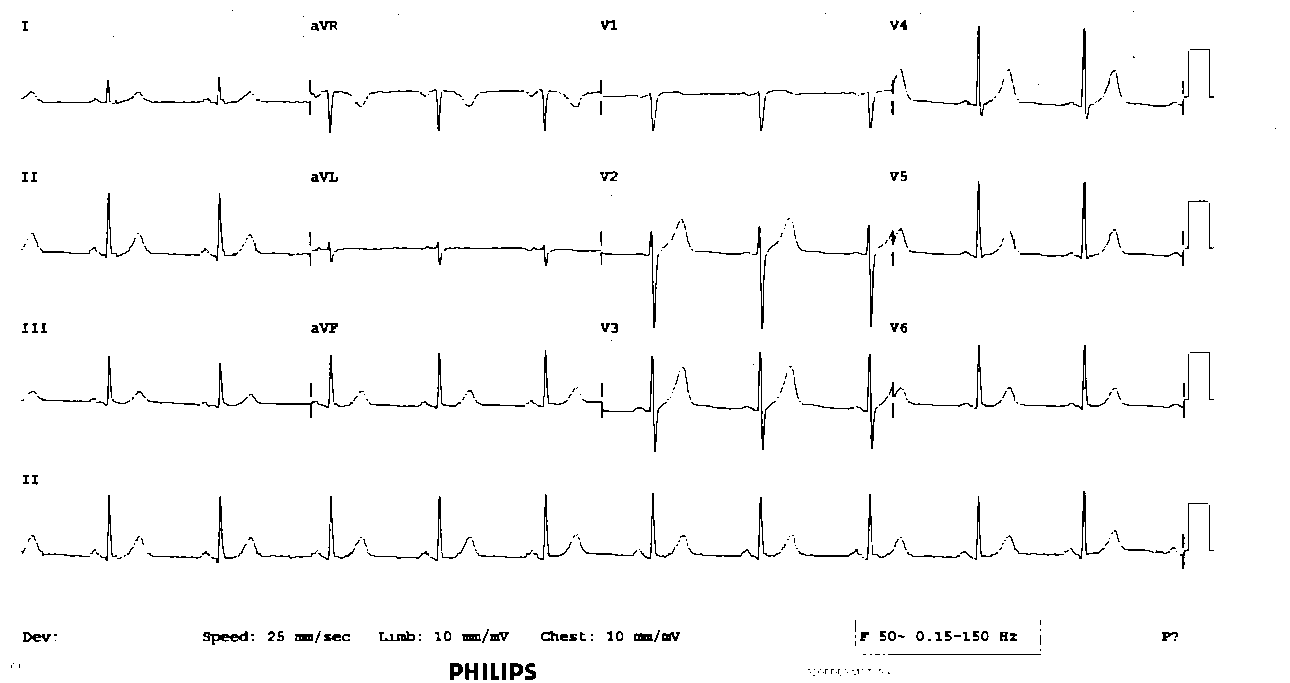 I aVR V1 V4
II aVL V2 V5
III aVF V3 V6
II
Dev: Speed: 25 mm/sec Limb: 10 mm/mV Chest: 10 mm/mV F 50~ 0.15-150 Hz P?
PHILIPS